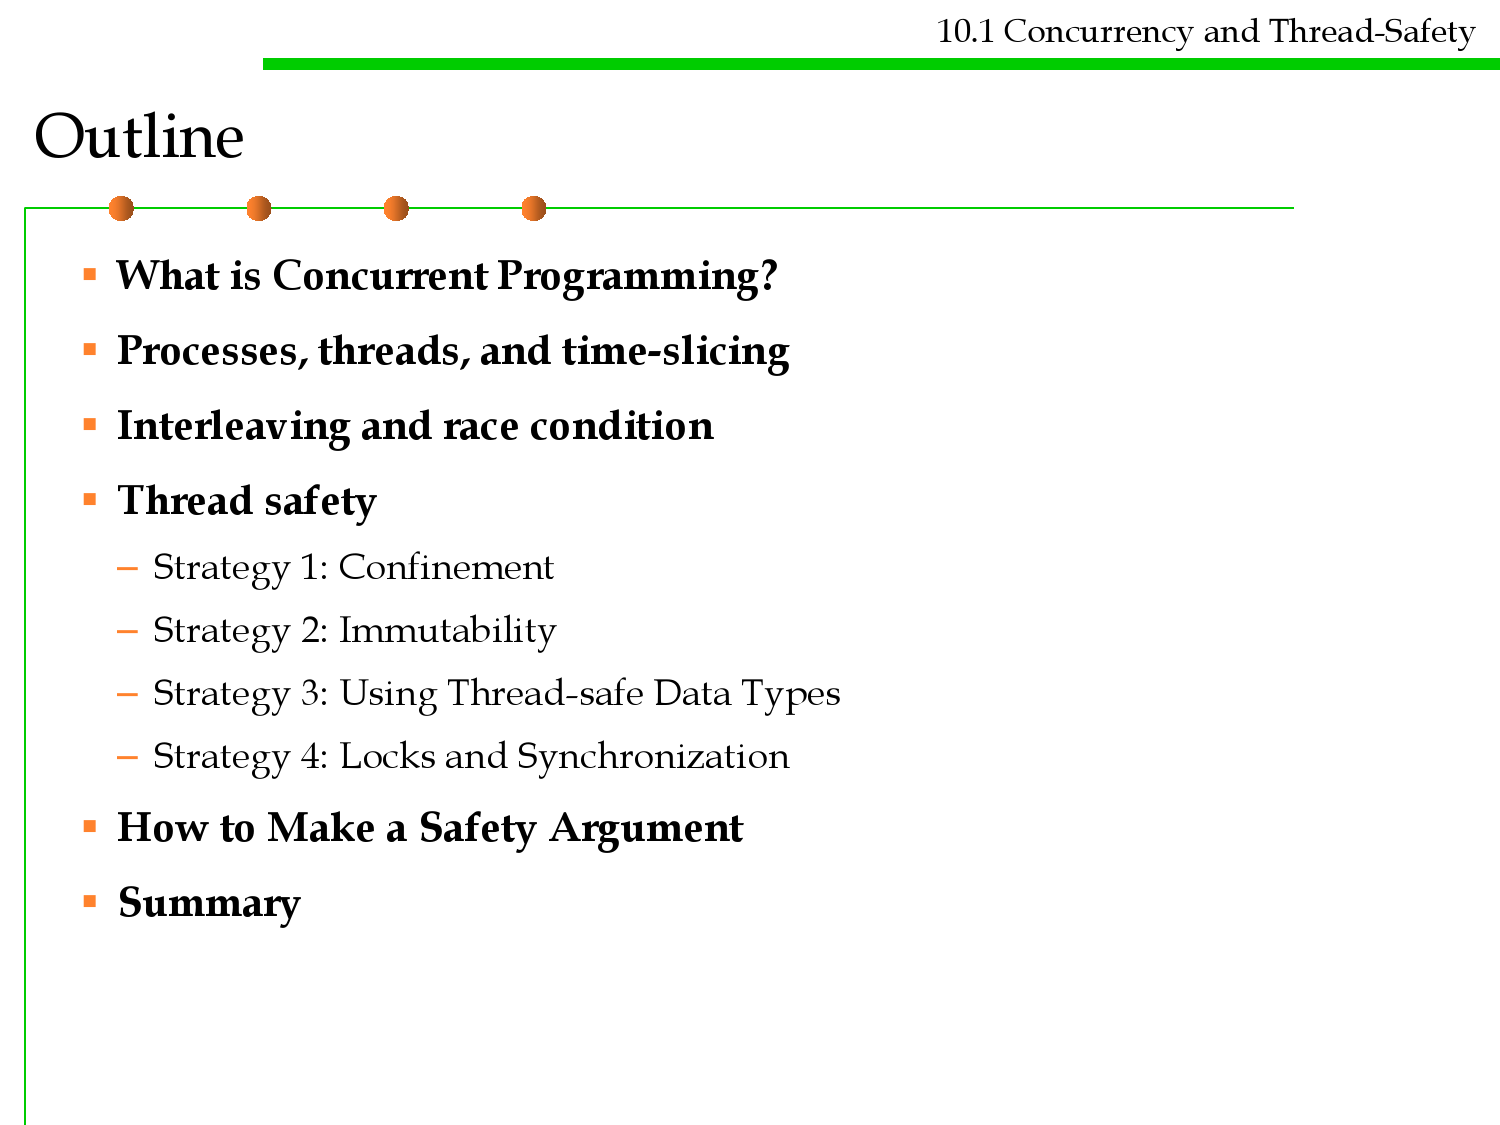 10.1 Concurrency and Thread-Safety
Outline
▪ What is Concurrent Programming?
▪ Processes, threads, and time-slicing
▪ Interleaving and race condition
▪ Thread safety
– Strategy 1: Confinement
– Strategy 2: Immutability
– Strategy 3: Using Thread-safe Data Types
– Strategy 4: Locks and Synchronization
▪ How to Make a Safety Argument
▪ Summary